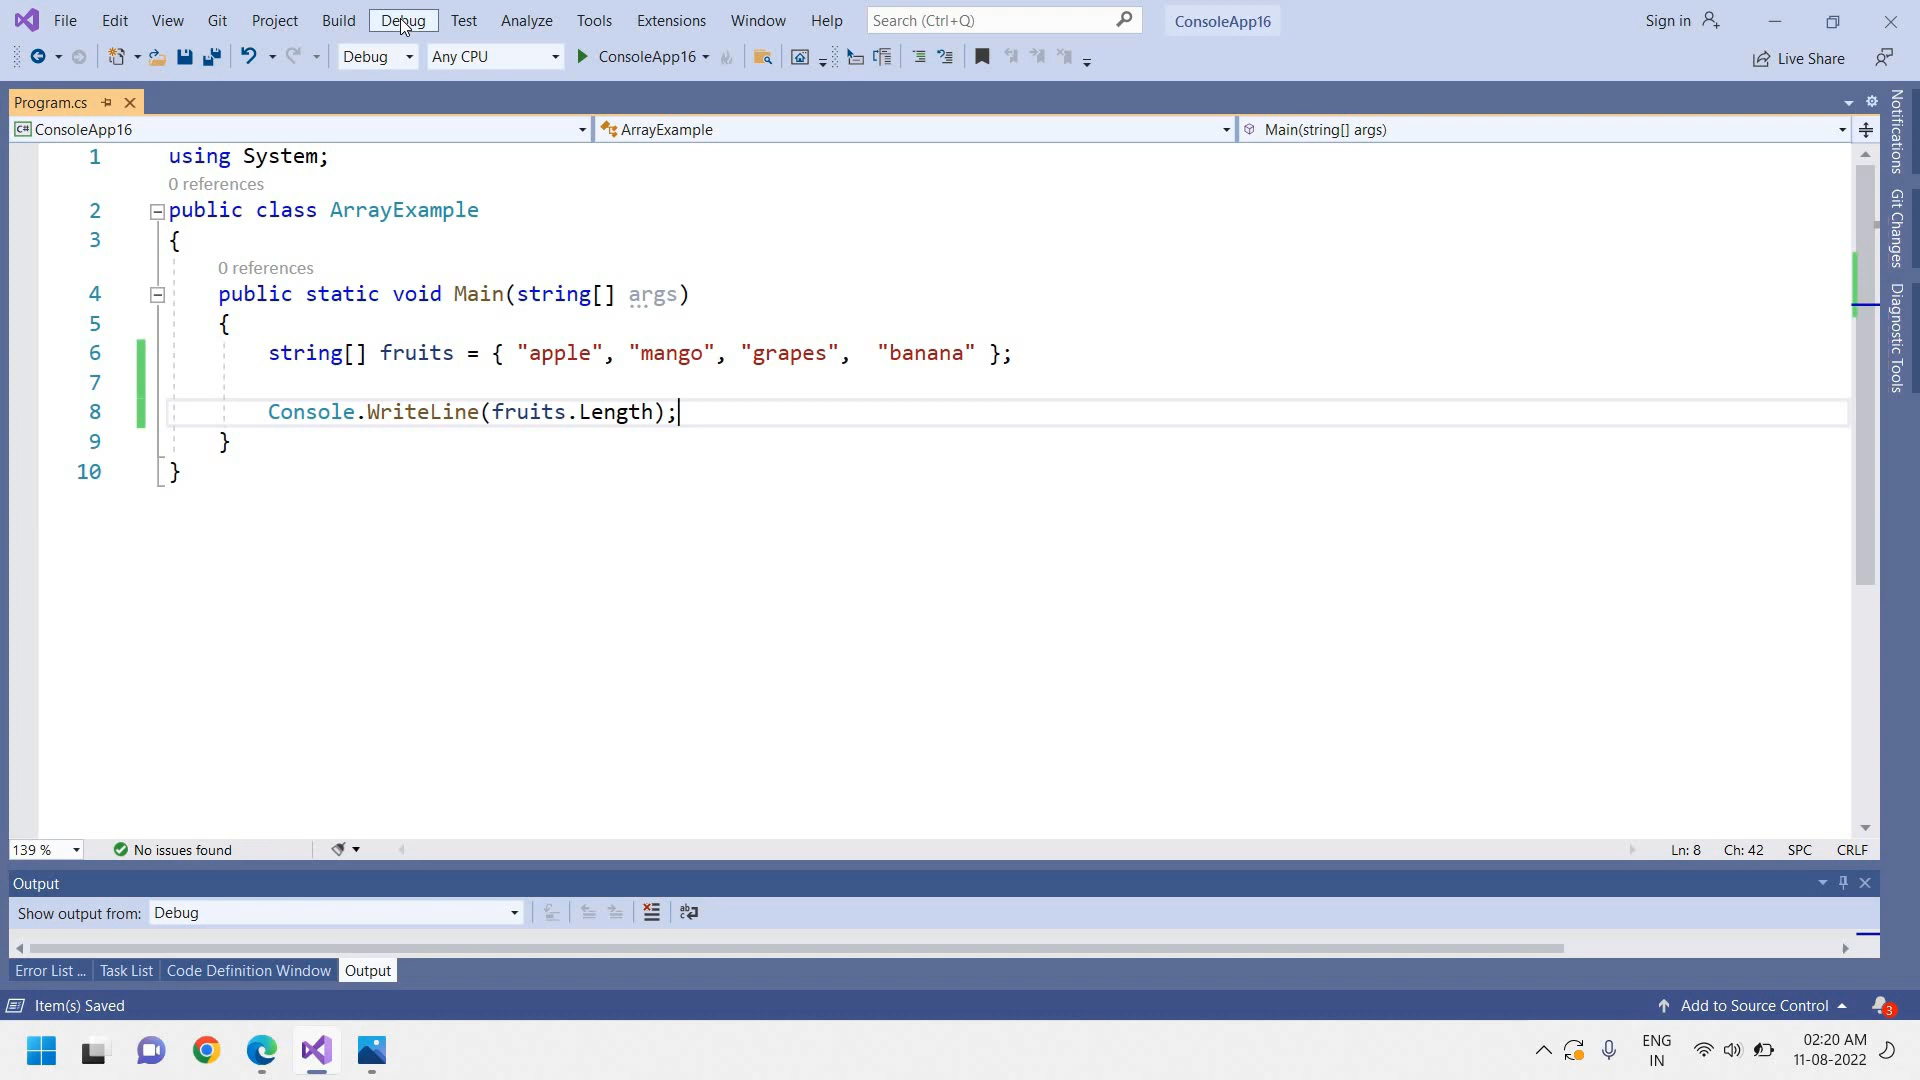 File Edit View Git Project Build Debug Test Analyze Tools Extensions Window Help Search (Ctrl+Q) ConsoleApp16 Sign in
Debug Any CPU ConsoleApp16 Live Share
Program.cs
C# ConsoleApp16 ArrayExample Main(string[] args)
1 using System;
0 references
2 public class ArrayExample
3 {
0 references
4 public static void Main(string[] args)
5 {
6 string[] fruits = { "apple", "mango", "grapes",  "banana" };
7
8 Console.WriteLine(fruits.Length);
9 }
10 }
Notifications
Git Changes
Diagnostic Tools
139 % No issues found Ln: 8 Ch: 42 SPC CRLF
Output
Show output from: Debug
Error List ... Task List Code Definition Window Output
Item(s) Saved Add to Source Control 3
ENG 02:20 AM
IN 11-08-2022